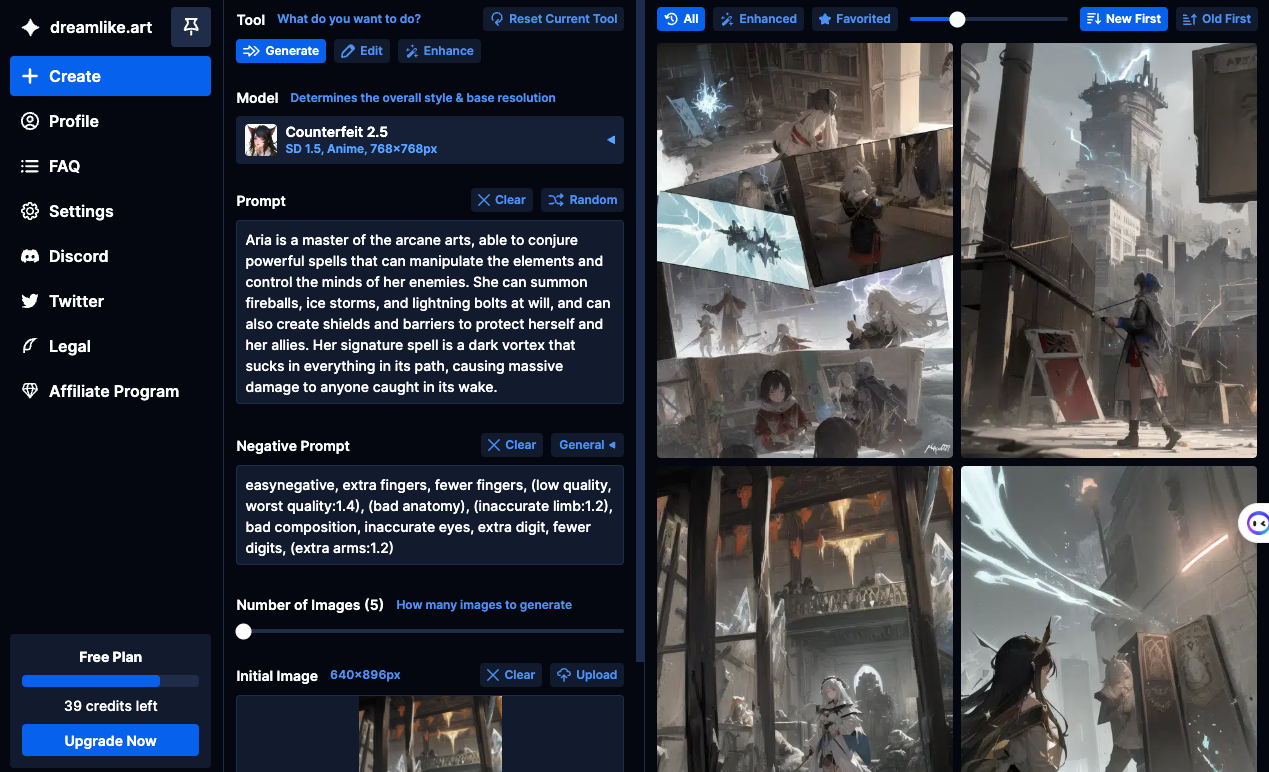 dreamlike.art
Create
Profile
FAQ
Settings
Discord
Twitter
Legal
Affiliate Program
Free Plan
39 credits left
Upgrade Now
Tool What do you want to do? Reset Current Tool
Generate Edit Enhance
Model Determines the overall style & base resolution
Counterfeit 2.5
SD 1.5, Anime, 768×768px
Prompt Clear Random
Aria is a master of the arcane arts, able to conjure
powerful spells that can manipulate the elements and
control the minds of her enemies. She can summon
fireballs, ice storms, and lightning bolts at will, and can
also create shields and barriers to protect herself and
her allies. Her signature spell is a dark vortex that
sucks in everything in its path, causing massive
damage to anyone caught in its wake.
Negative Prompt Clear General
easynegative, extra fingers, fewer fingers, (low quality,
worst quality:1.4), (bad anatomy), (inaccurate limb:1.2),
bad composition, inaccurate eyes, extra digit, fewer
digits, (extra arms:1.2)
Number of Images (5) How many images to generate
Initial Image 640×896px Clear Upload
All Enhanced Favorited New First Old First